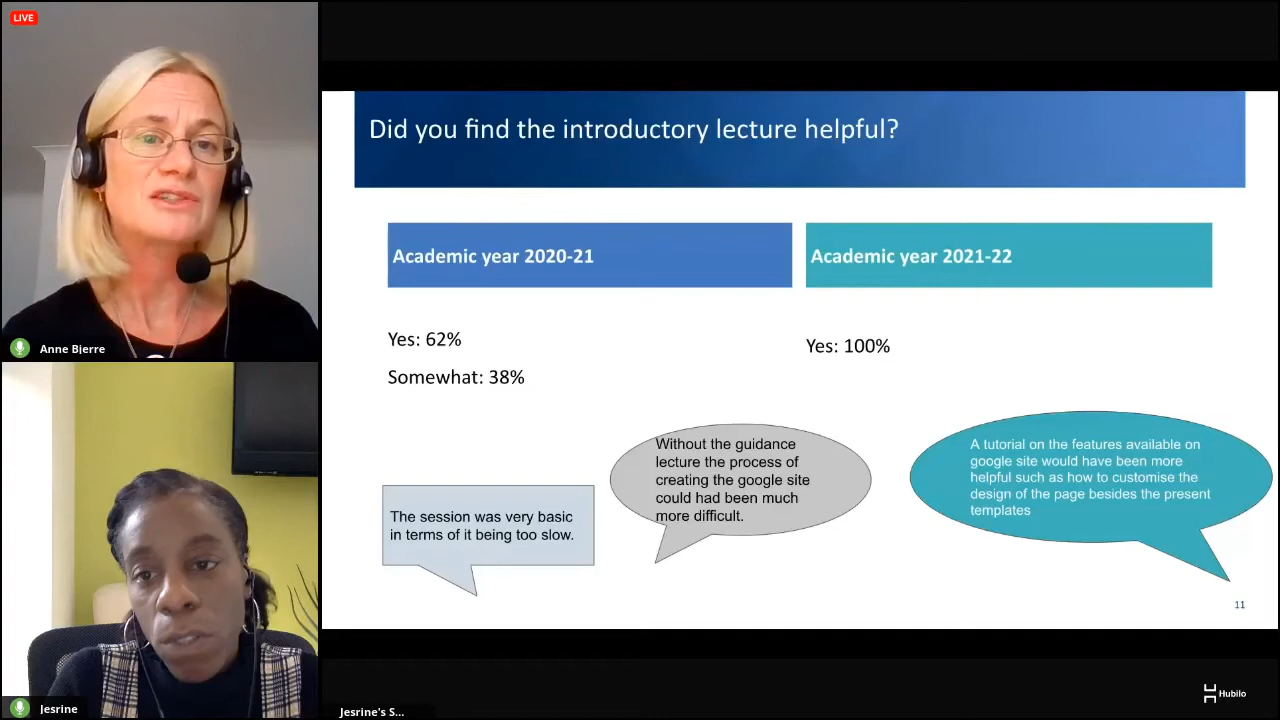 LIVE
Anne Bjerre
Jesrine
Did you find the introductory lecture helpful?
Academic year 2020-21
Academic year 2021-22
Yes: 62%
Somewhat: 38%
Yes: 100%
The session was very basic
in terms of it being too slow.
Without the guidance
lecture the process of
creating the google site
could had been much
more difficult.
A tutorial on the features available on
google site would have been more
helpful such as how to customise the
design of the page besides the present
templates
11
Jesrine's S...
Hubilo